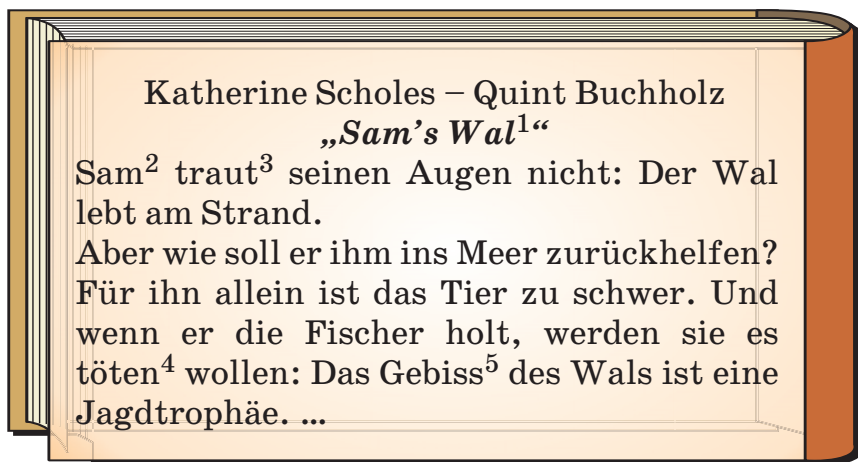 Katherine Scholes – Quint Buchholz
„Sam’s Wal¹“
Sam² traut³ seinen Augen nicht: Der Wal
lebt am Strand.
Aber wie soll er ihm ins Meer zurückhelfen?
Für ihn allein ist das Tier zu schwer. Und
wenn er die Fischer holt, werden sie es
töten⁴ wollen: Das Gebiss⁵ des Wals ist eine
Jagdtrophäe. ...